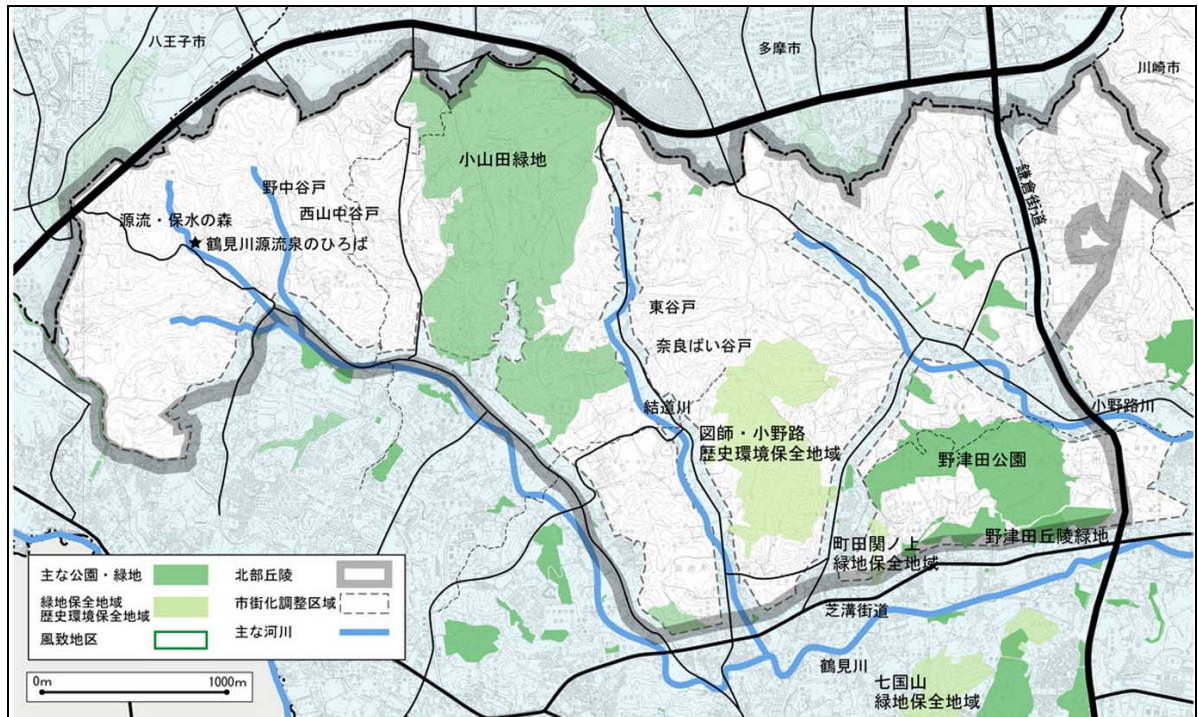 八王子市
多摩市
川崎市
小山田緑地
鎌倉街道
野中谷戸
西山中谷戸
源流・保水の森
★鶴見川源流泉のひろば
東谷戸
奈良ばい谷戸
結道川
小野路川
図師・小野路
歴史環境保全地域
野津田公園
野津田丘陵緑地
町田関ノ上
緑地保全地域
芝溝街道
鶴見川
七国山
緑地保全地域
主な公園・緑地
緑地保全地域
歴史環境保全地域
風致地区
北部丘陵
市街化調整区域
主な河川
0m
1000m